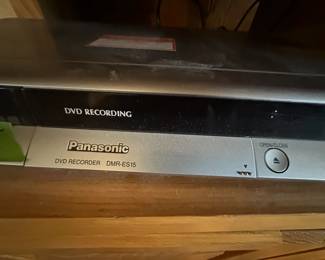 DVD RECORDING
Panasonic
DVD RECORDER DMR-ES15
OPEN/CLOSE